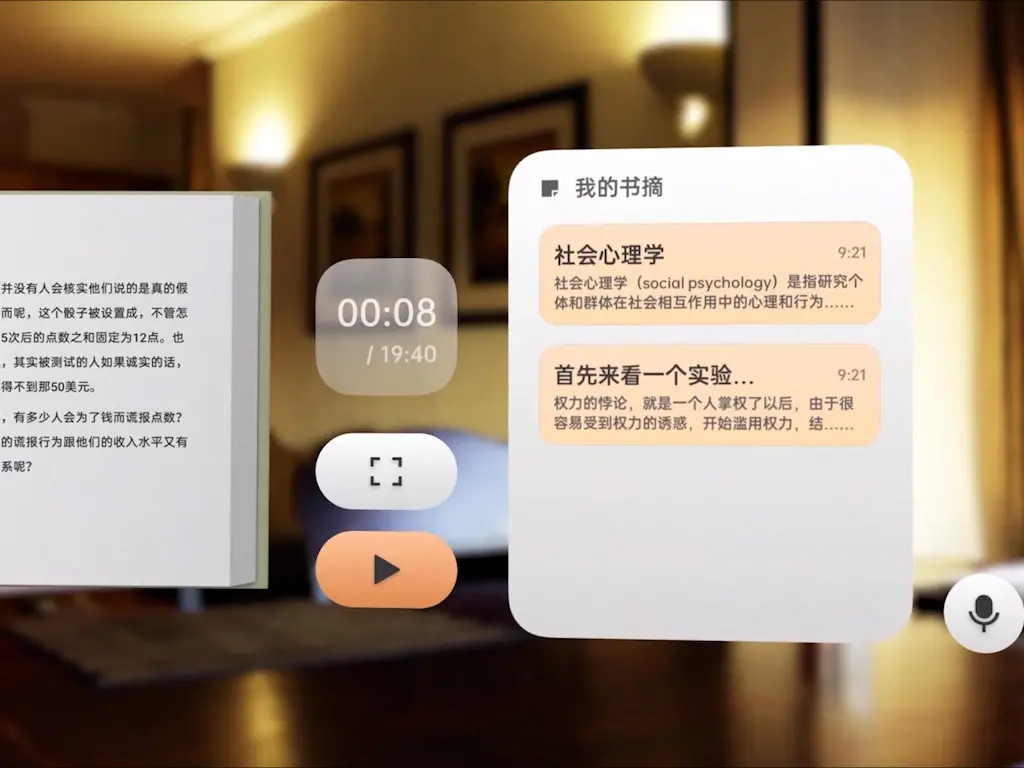 并没有人会核实他们说的是真的假
而呢，这个骰子被设置成，不管怎
5次后的点数之和固定为12点。也
，其实被测试的人如果诚实的话，
得不到那50美元。
，有多少人会为了钱而谎报点数？
的谎报行为跟他们的收入水平又有
系呢？
00:08
/ 19:40
我的书摘
社会心理学 9:21
社会心理学（social psychology）是指研究个
体和群体在社会相互作用中的心理和行为……
首先来看一个实验... 9:21
权力的悖论，就是一个人掌权了以后，由于很
容易受到权力的诱惑，开始滥用权力，结……